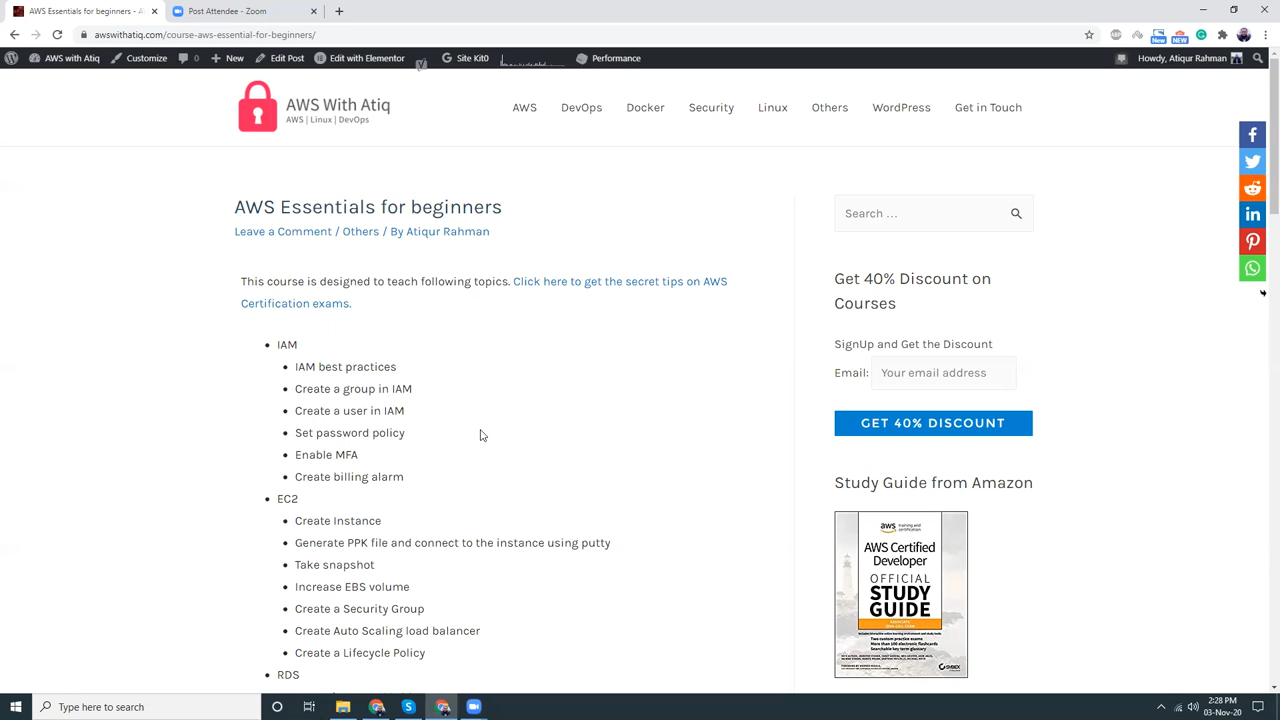 AWS Essentials for beginners - A
Post Attendee - Zoom
awswithatiq.com/course-aws-essential-for-beginners/
AWS with Atiq
Customize
0
New
Edit Post
Edit with Elementor
Site Kit0
Performance
Howdy, Atiqur Rahman
AWS With Atiq
AWS | Linux | DevOps
AWS
DevOps
Docker
Security
Linux
Others
WordPress
Get in Touch
AWS Essentials for beginners
Leave a Comment / Others / By Atiqur Rahman
This course is designed to teach following topics. Click here to get the secret tips on AWS
Certification exams.
IAM
IAM best practices
Create a group in IAM
Create a user in IAM
Set password policy
Enable MFA
Create billing alarm
EC2
Create Instance
Generate PPK file and connect to the instance using putty
Take snapshot
Increase EBS volume
Create a Security Group
Create Auto Scaling load balancer
Create a Lifecycle Policy
RDS
Search …
Get 40% Discount on
Courses
SignUp and Get the Discount
Email: Your email address
GET 40% DISCOUNT
Study Guide from Amazon
aws training and certification
AWS Certified
Developer
OFFICIAL
STUDY
GUIDE
SYBEX
Type here to search
2:28 PM
03-Nov-20